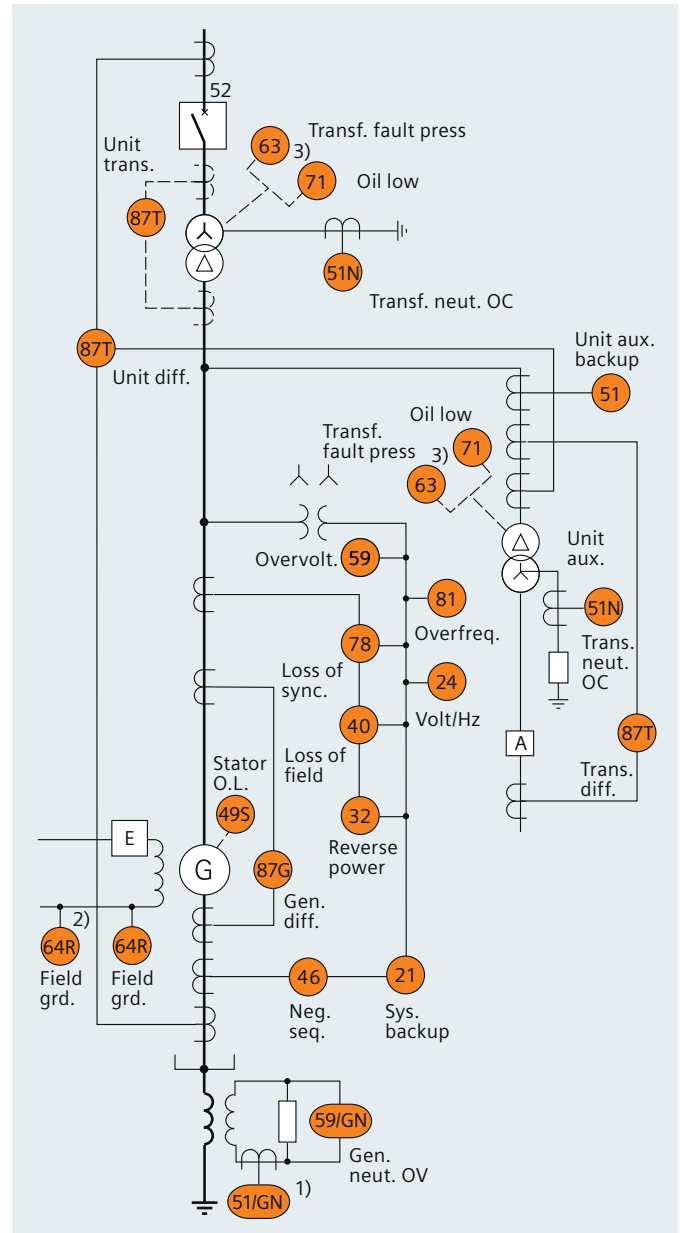 52
Unit
trans.
63
3)
Transf. fault press
71
Oil low
87T
51N
Transf. neut. OC
87T
Unit diff.
Unit aux.
backup
51
Oil low
71
Transf.
fault press
3)
63
Overvolt.
59
81
Overfreq.
Unit
aux.
51N
Trans.
neut.
OC
78
Loss of
sync.
24
Volt/Hz
40
Loss of
field
A
87T
Trans.
diff.
Stator
O.L.
49S
32
Reverse
power
E
G
87G
Gen.
diff.
2)
64R
64R
Field
grd.
Field
grd.
46
Neg.
seq.
21
Sys.
backup
59/GN
Gen.
neut. OV
51/GN
1)